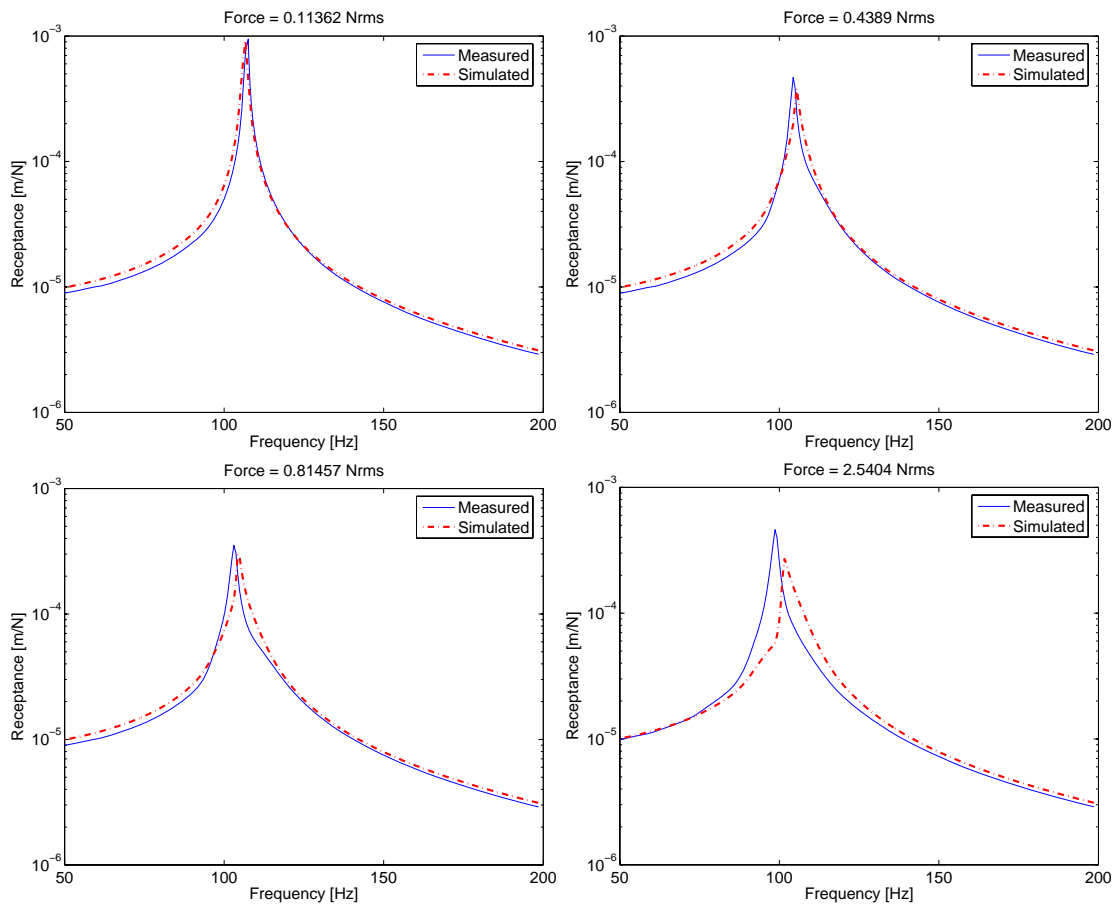 Force = 0.11362 Nrms
10⁻³
10⁻⁴
10⁻⁵
10⁻⁶
Receptance [m/N]
Measured
Simulated
50
100
150
200
Frequency [Hz]
Force = 0.4389 Nrms
10⁻³
10⁻⁴
10⁻⁵
10⁻⁶
Receptance [m/N]
Measured
Simulated
50
100
150
200
Frequency [Hz]
Force = 0.81457 Nrms
10⁻³
10⁻⁴
10⁻⁵
10⁻⁶
Receptance [m/N]
Measured
Simulated
50
100
150
200
Frequency [Hz]
Force = 2.5404 Nrms
10⁻³
10⁻⁴
10⁻⁵
10⁻⁶
Receptance [m/N]
Measured
Simulated
50
100
150
200
Frequency [Hz]